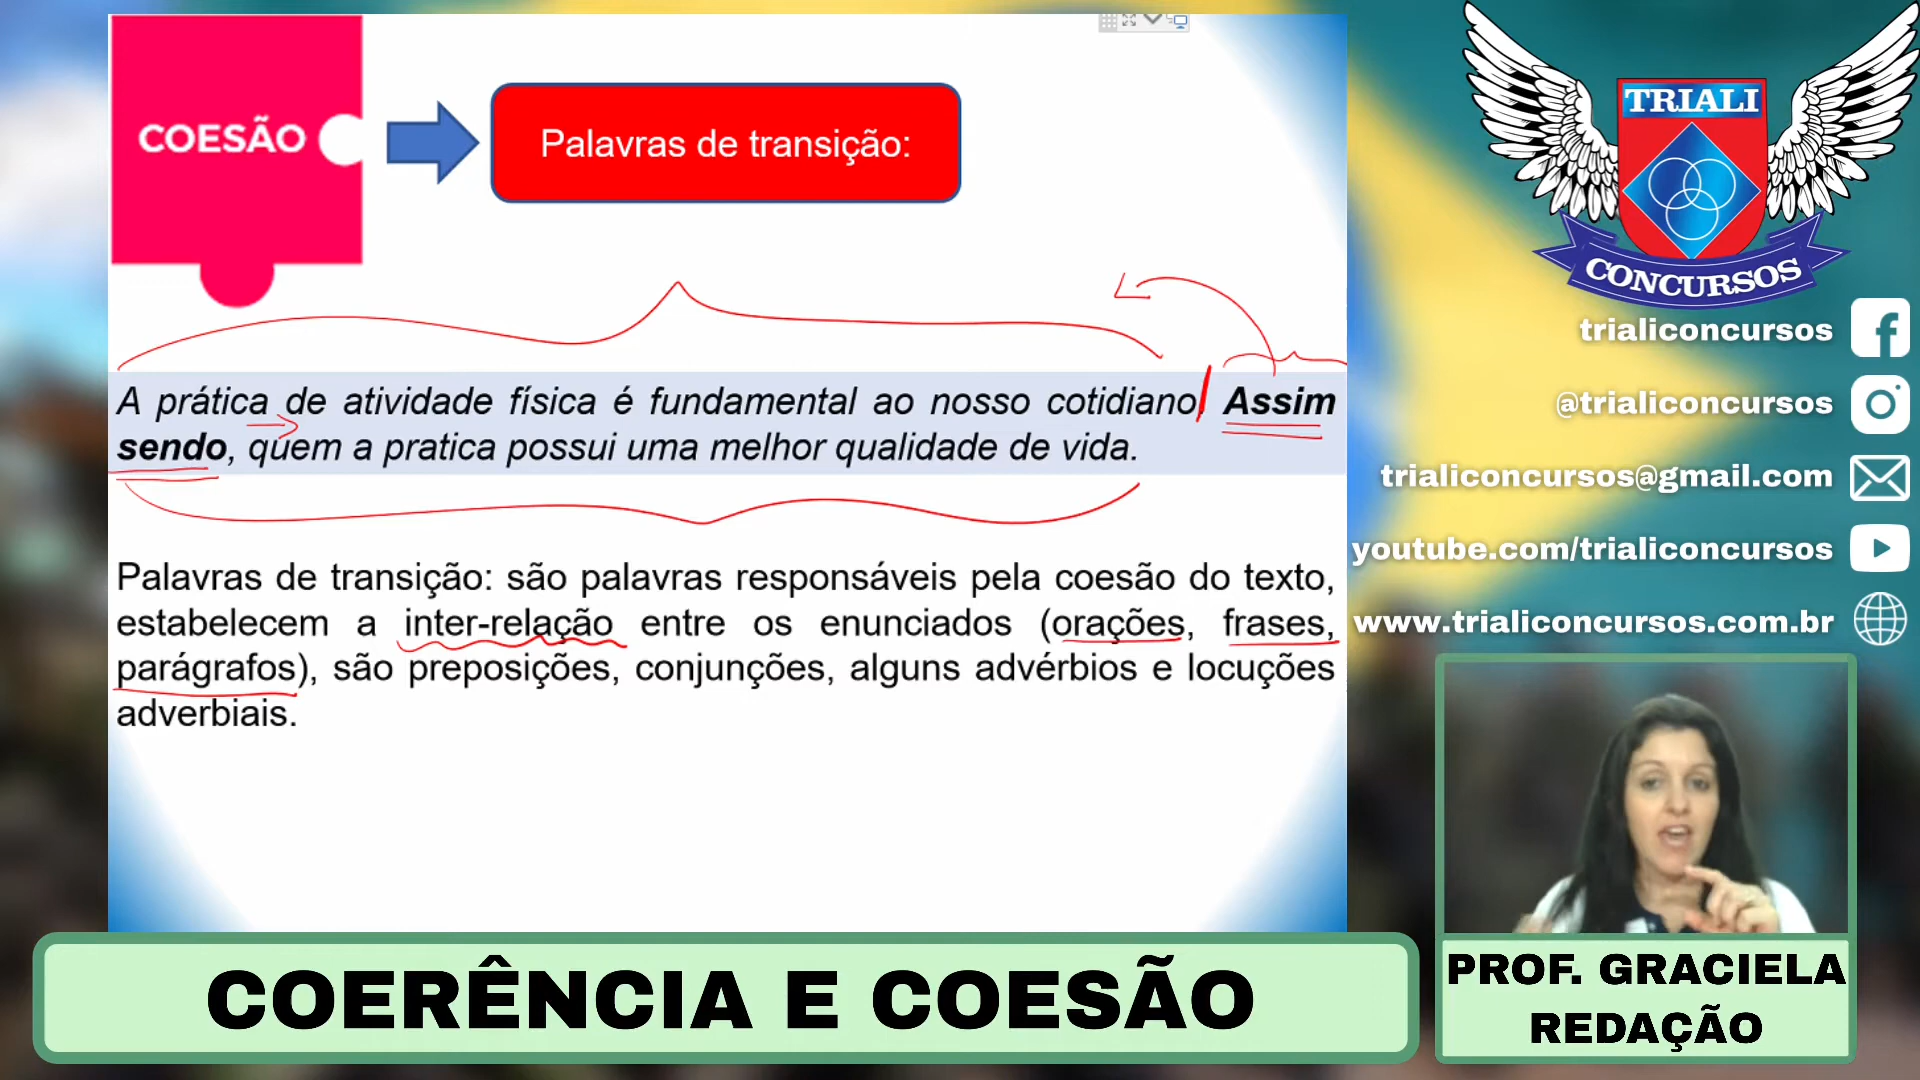 COESÃO
Palavras de transição:
A prática de atividade física é fundamental ao nosso cotidiano. Assim
sendo, quem a pratica possui uma melhor qualidade de vida.
Palavras de transição: são palavras responsáveis pela coesão do texto,
estabelecem a inter-relação entre os enunciados (orações, frases,
parágrafos), são preposições, conjunções, alguns advérbios e locuções
adverbiais.
TRIALI
CONCURSOS
trialiconcursos
@trialiconcursos
trialiconcursos@gmail.com
youtube.com/trialiconcursos
www.trialiconcursos.com.br
COERÊNCIA E COESÃO
PROF. GRACIELA
REDAÇÃO